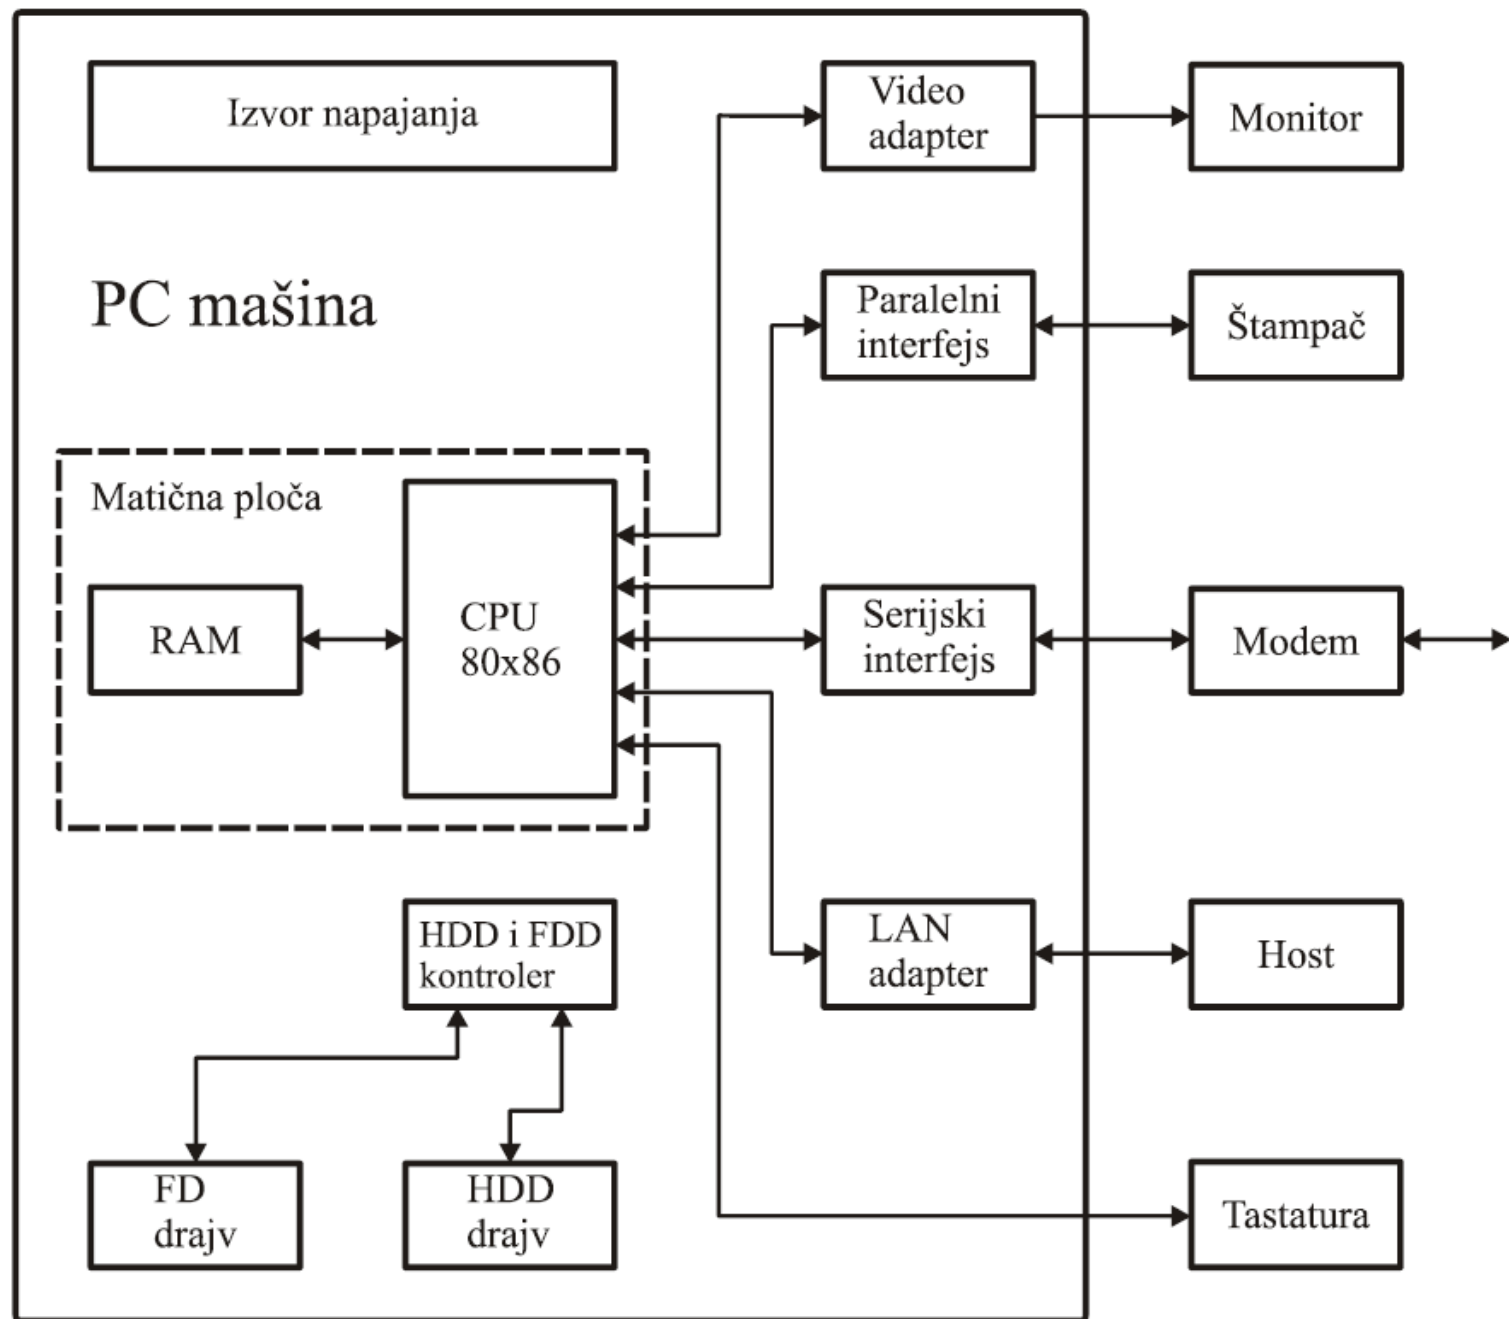 Izvor napajanja
Video
adapter
Monitor
PC mašina
Paralelni
interfejs
Štampač
Matična ploča
RAM
CPU
80x86
Serijski
interfejs
Modem
HDD i FDD
kontroler
LAN
adapter
Host
FD
drajv
HDD
drajv
Tastatura